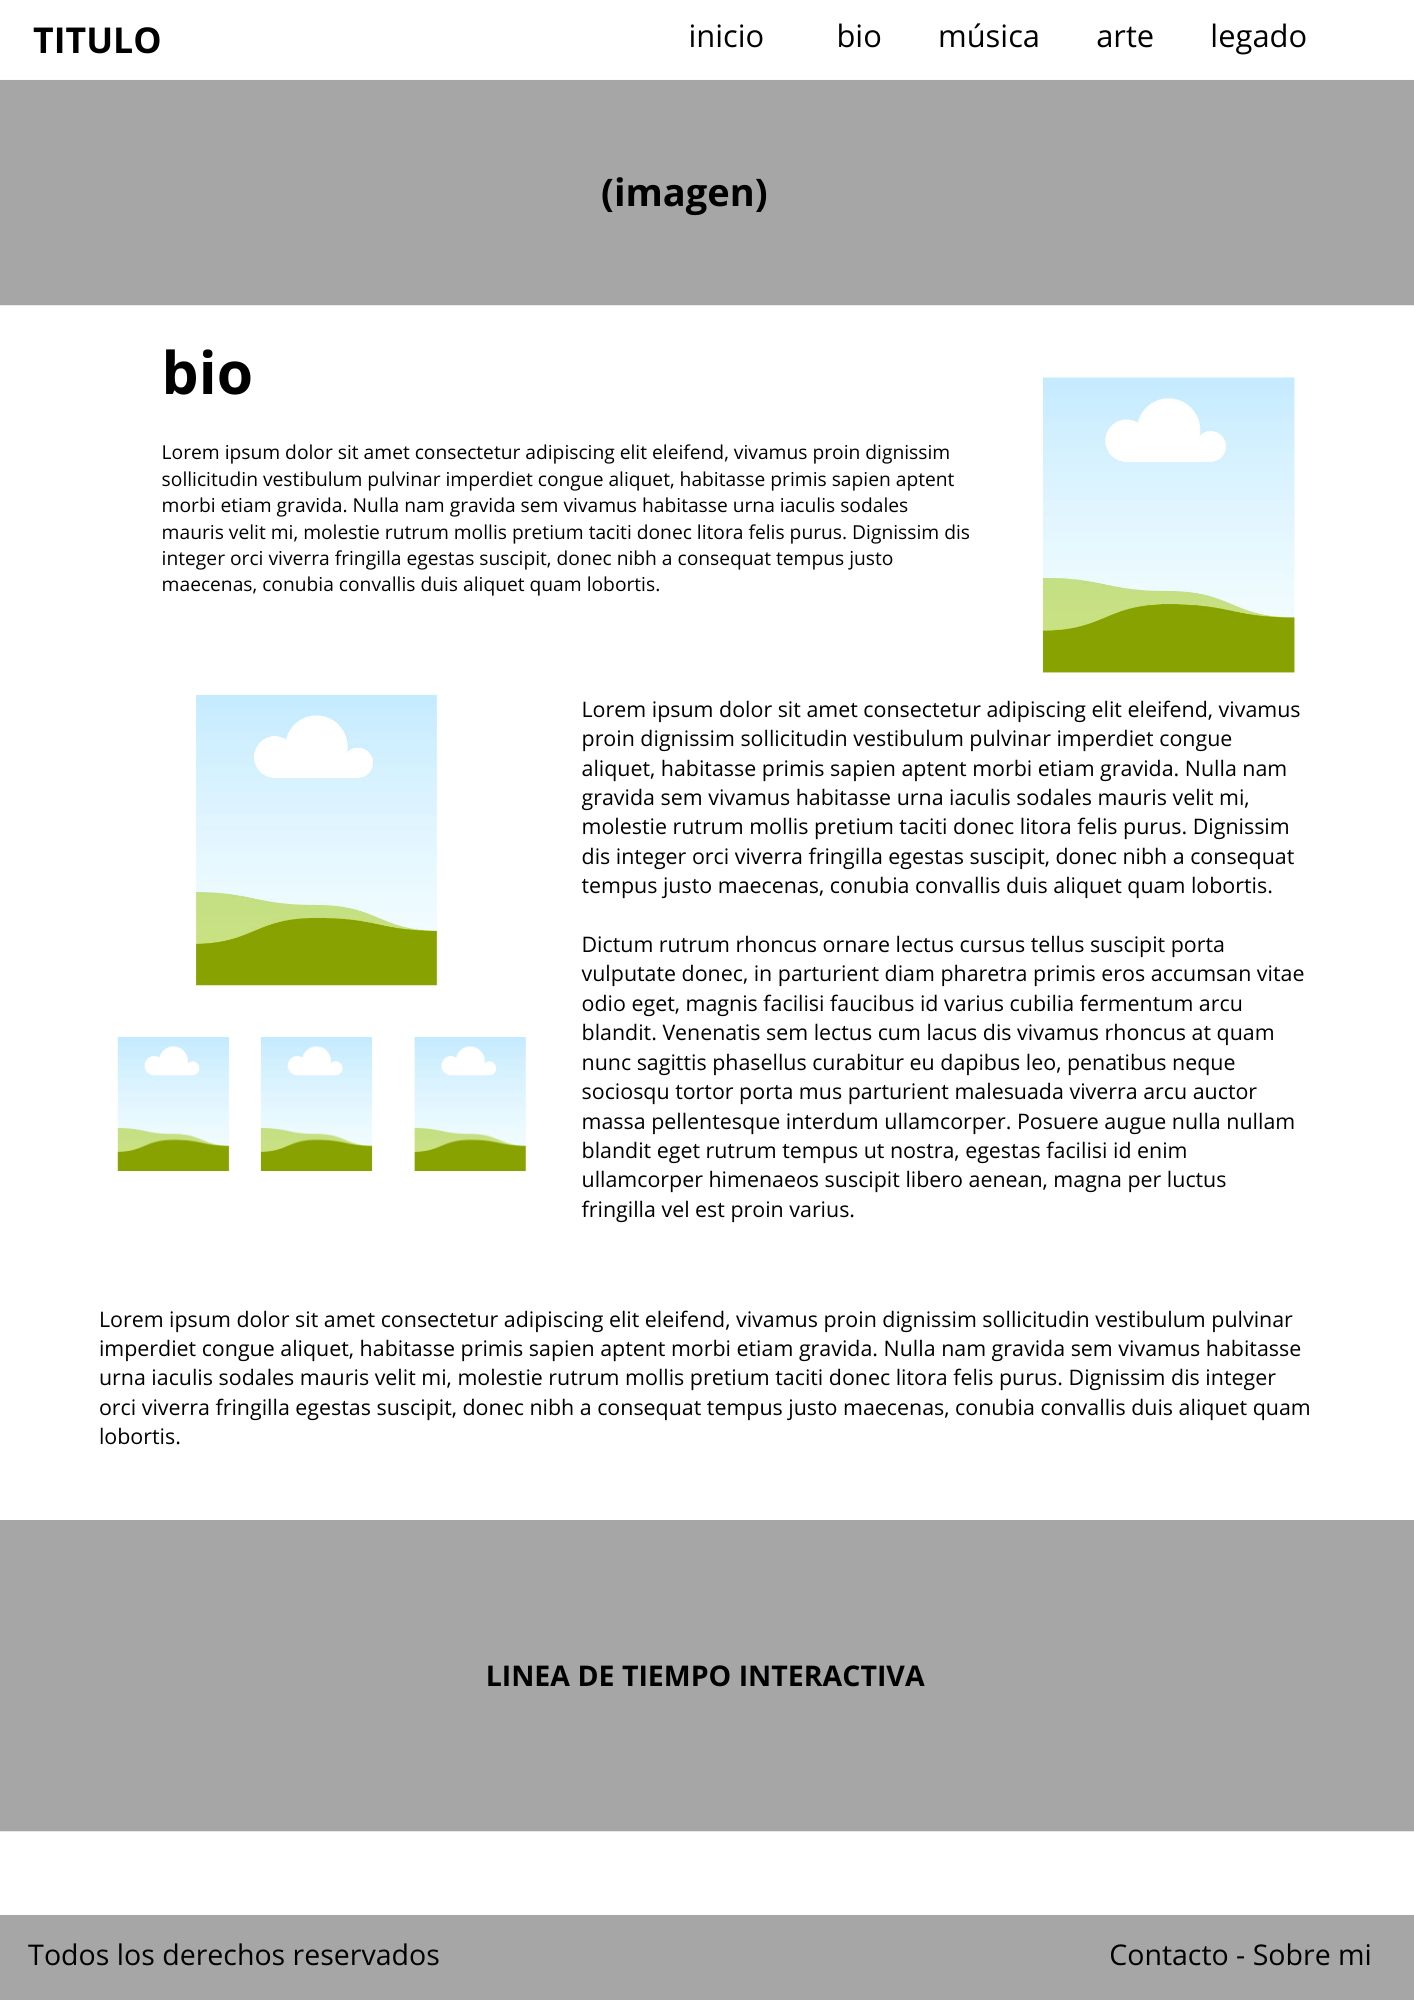 TITULO
inicio bio música arte legado
(imagen)
bio
Lorem ipsum dolor sit amet consectetur adipiscing elit eleifend, vivamus proin dignissim
sollicitudin vestibulum pulvinar imperdiet congue aliquet, habitasse primis sapien aptent
morbi etiam gravida. Nulla nam gravida sem vivamus habitasse urna iaculis sodales
mauris velit mi, molestie rutrum mollis pretium taciti donec litora felis purus. Dignissim dis
integer orci viverra fringilla egestas suscipit, donec nibh a consequat tempus justo
maecenas, conubia convallis duis aliquet quam lobortis.
Lorem ipsum dolor sit amet consectetur adipiscing elit eleifend, vivamus
proin dignissim sollicitudin vestibulum pulvinar imperdiet congue
aliquet, habitasse primis sapien aptent morbi etiam gravida. Nulla nam
gravida sem vivamus habitasse urna iaculis sodales mauris velit mi,
molestie rutrum mollis pretium taciti donec litora felis purus. Dignissim
dis integer orci viverra fringilla egestas suscipit, donec nibh a consequat
tempus justo maecenas, conubia convallis duis aliquet quam lobortis.
Dictum rutrum rhoncus ornare lectus cursus tellus suscipit porta
vulputate donec, in parturient diam pharetra primis eros accumsan vitae
odio eget, magnis facilisi faucibus id varius cubilia fermentum arcu
blandit. Venenatis sem lectus cum lacus dis vivamus rhoncus at quam
nunc sagittis phasellus curabitur eu dapibus leo, penatibus neque
sociosqu tortor porta mus parturient malesuada viverra arcu auctor
massa pellentesque interdum ullamcorper. Posuere augue nulla nullam
blandit eget rutrum tempus ut nostra, egestas facilisi id enim
ullamcorper himenaeos suscipit libero aenean, magna per luctus
fringilla vel est proin varius.
Lorem ipsum dolor sit amet consectetur adipiscing elit eleifend, vivamus proin dignissim sollicitudin vestibulum pulvinar
imperdiet congue aliquet, habitasse primis sapien aptent morbi etiam gravida. Nulla nam gravida sem vivamus habitasse
urna iaculis sodales mauris velit mi, molestie rutrum mollis pretium taciti donec litora felis purus. Dignissim dis integer
orci viverra fringilla egestas suscipit, donec nibh a consequat tempus justo maecenas, conubia convallis duis aliquet quam
lobortis.
LINEA DE TIEMPO INTERACTIVA
Todos los derechos reservados Contacto - Sobre mi